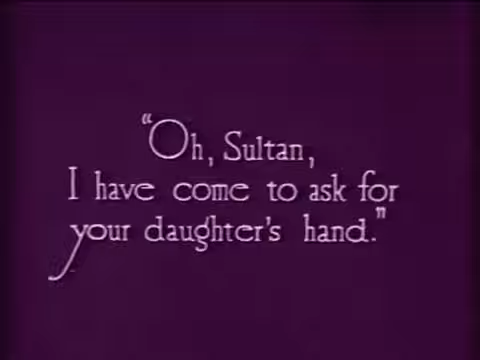 “Oh, Sultan,
I have come to ask for
your daughter's hand.”